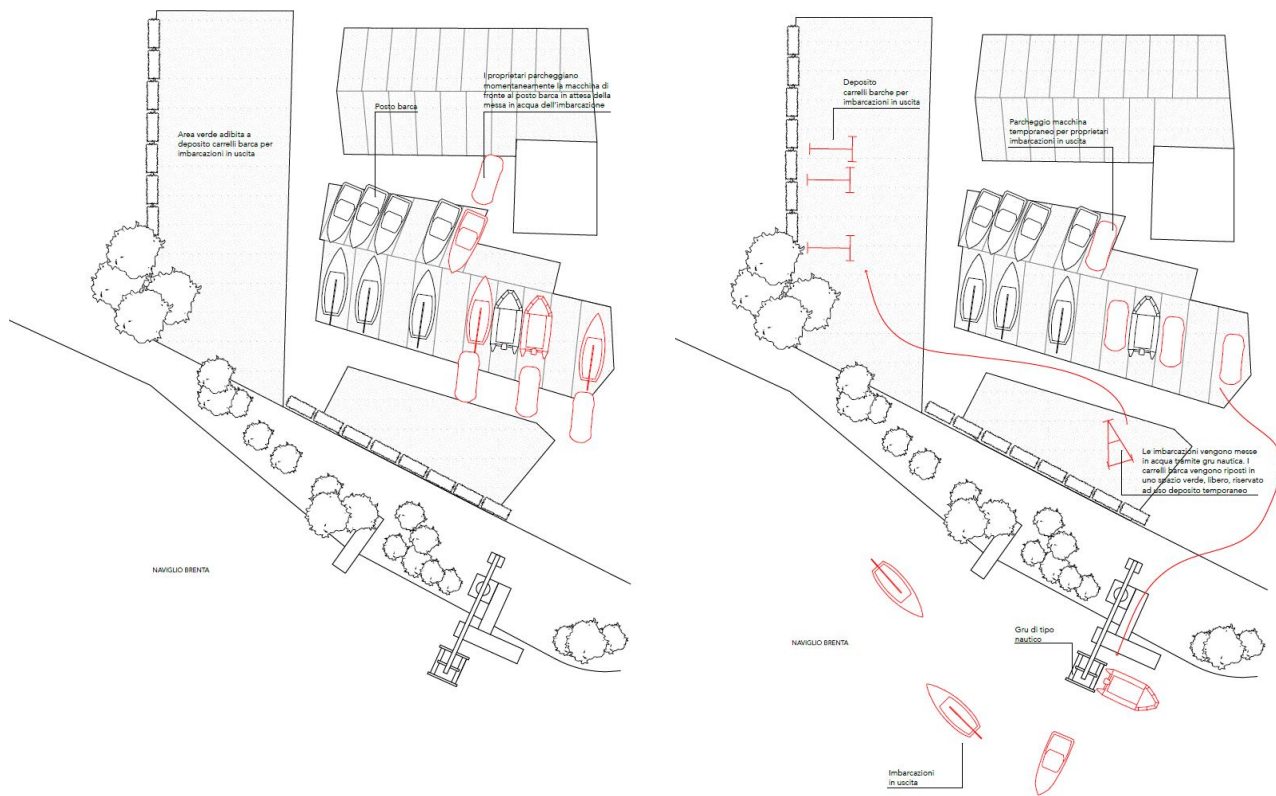 Area verde adibita a
deposito carrelli barca per
imbarcazioni in uscita
Posto barca
I proprietari parcheggiano
momentaneamente la macchina di
fronte al posto barca in attesa della
messa in acqua dell'imbarcazione
NAVIGLIO BRENTA
Deposito
carrelli barche per
imbarcazioni in uscita
Parcheggio macchina
temporaneo per proprietari
imbarcazioni in uscita
Le imbarcazioni vengono messe
in acqua tramite gru nautica. I
carrelli barca vengono riposti in
uno spazio verde, libero, riservato
ad uso deposito temporaneo
Gru di tipo
nautico
NAVIGLIO BRENTA
Imbarcazioni
in uscita